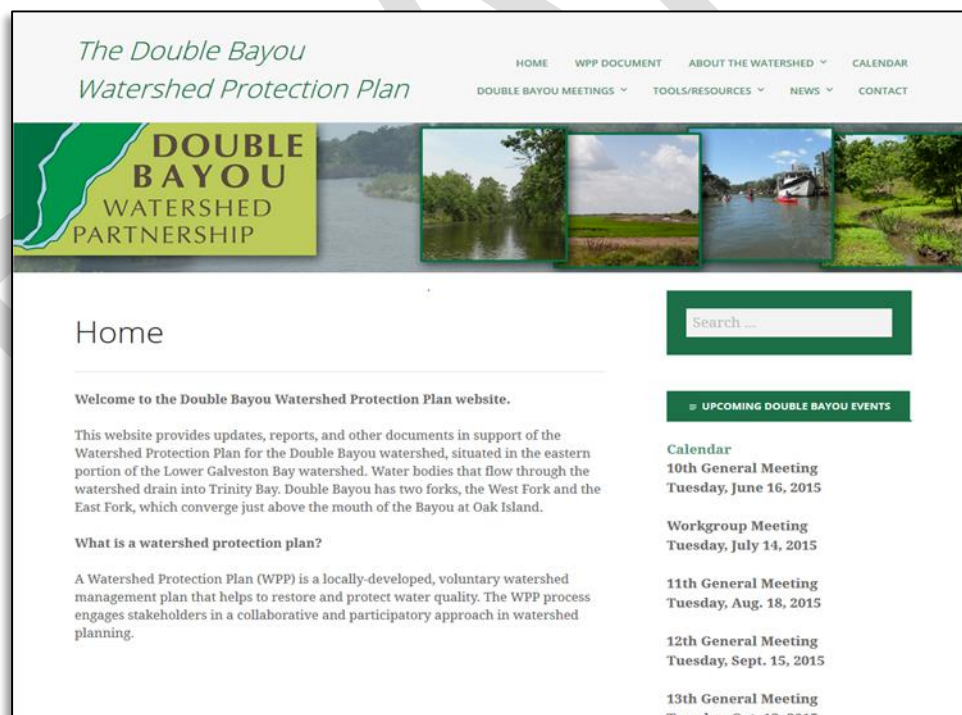 The Double Bayou
Watershed Protection Plan
HOME WPP DOCUMENT ABOUT THE WATERSHED CALENDAR
DOUBLE BAYOU MEETINGS TOOLS/RESOURCES NEWS CONTACT
DOUBLE
BAYOU
WATERSHED
PARTNERSHIP
Home
Welcome to the Double Bayou Watershed Protection Plan website.
This website provides updates, reports, and other documents in support of the
Watershed Protection Plan for the Double Bayou watershed, situated in the eastern
portion of the Lower Galveston Bay watershed. Water bodies that flow through the
watershed drain into Trinity Bay. Double Bayou has two forks, the West Fork and the
East Fork, which converge just above the mouth of the Bayou at Oak Island.
What is a watershed protection plan?
A Watershed Protection Plan (WPP) is a locally-developed, voluntary watershed
management plan that helps to restore and protect water quality. The WPP process
engages stakeholders in a collaborative and participatory approach in watershed
planning.
Search ...
UPCOMING DOUBLE BAYOU EVENTS
Calendar
10th General Meeting
Tuesday, June 16, 2015
Workgroup Meeting
Tuesday, July 14, 2015
11th General Meeting
Tuesday, Aug. 18, 2015
12th General Meeting
Tuesday, Sept. 15, 2015
13th General Meeting